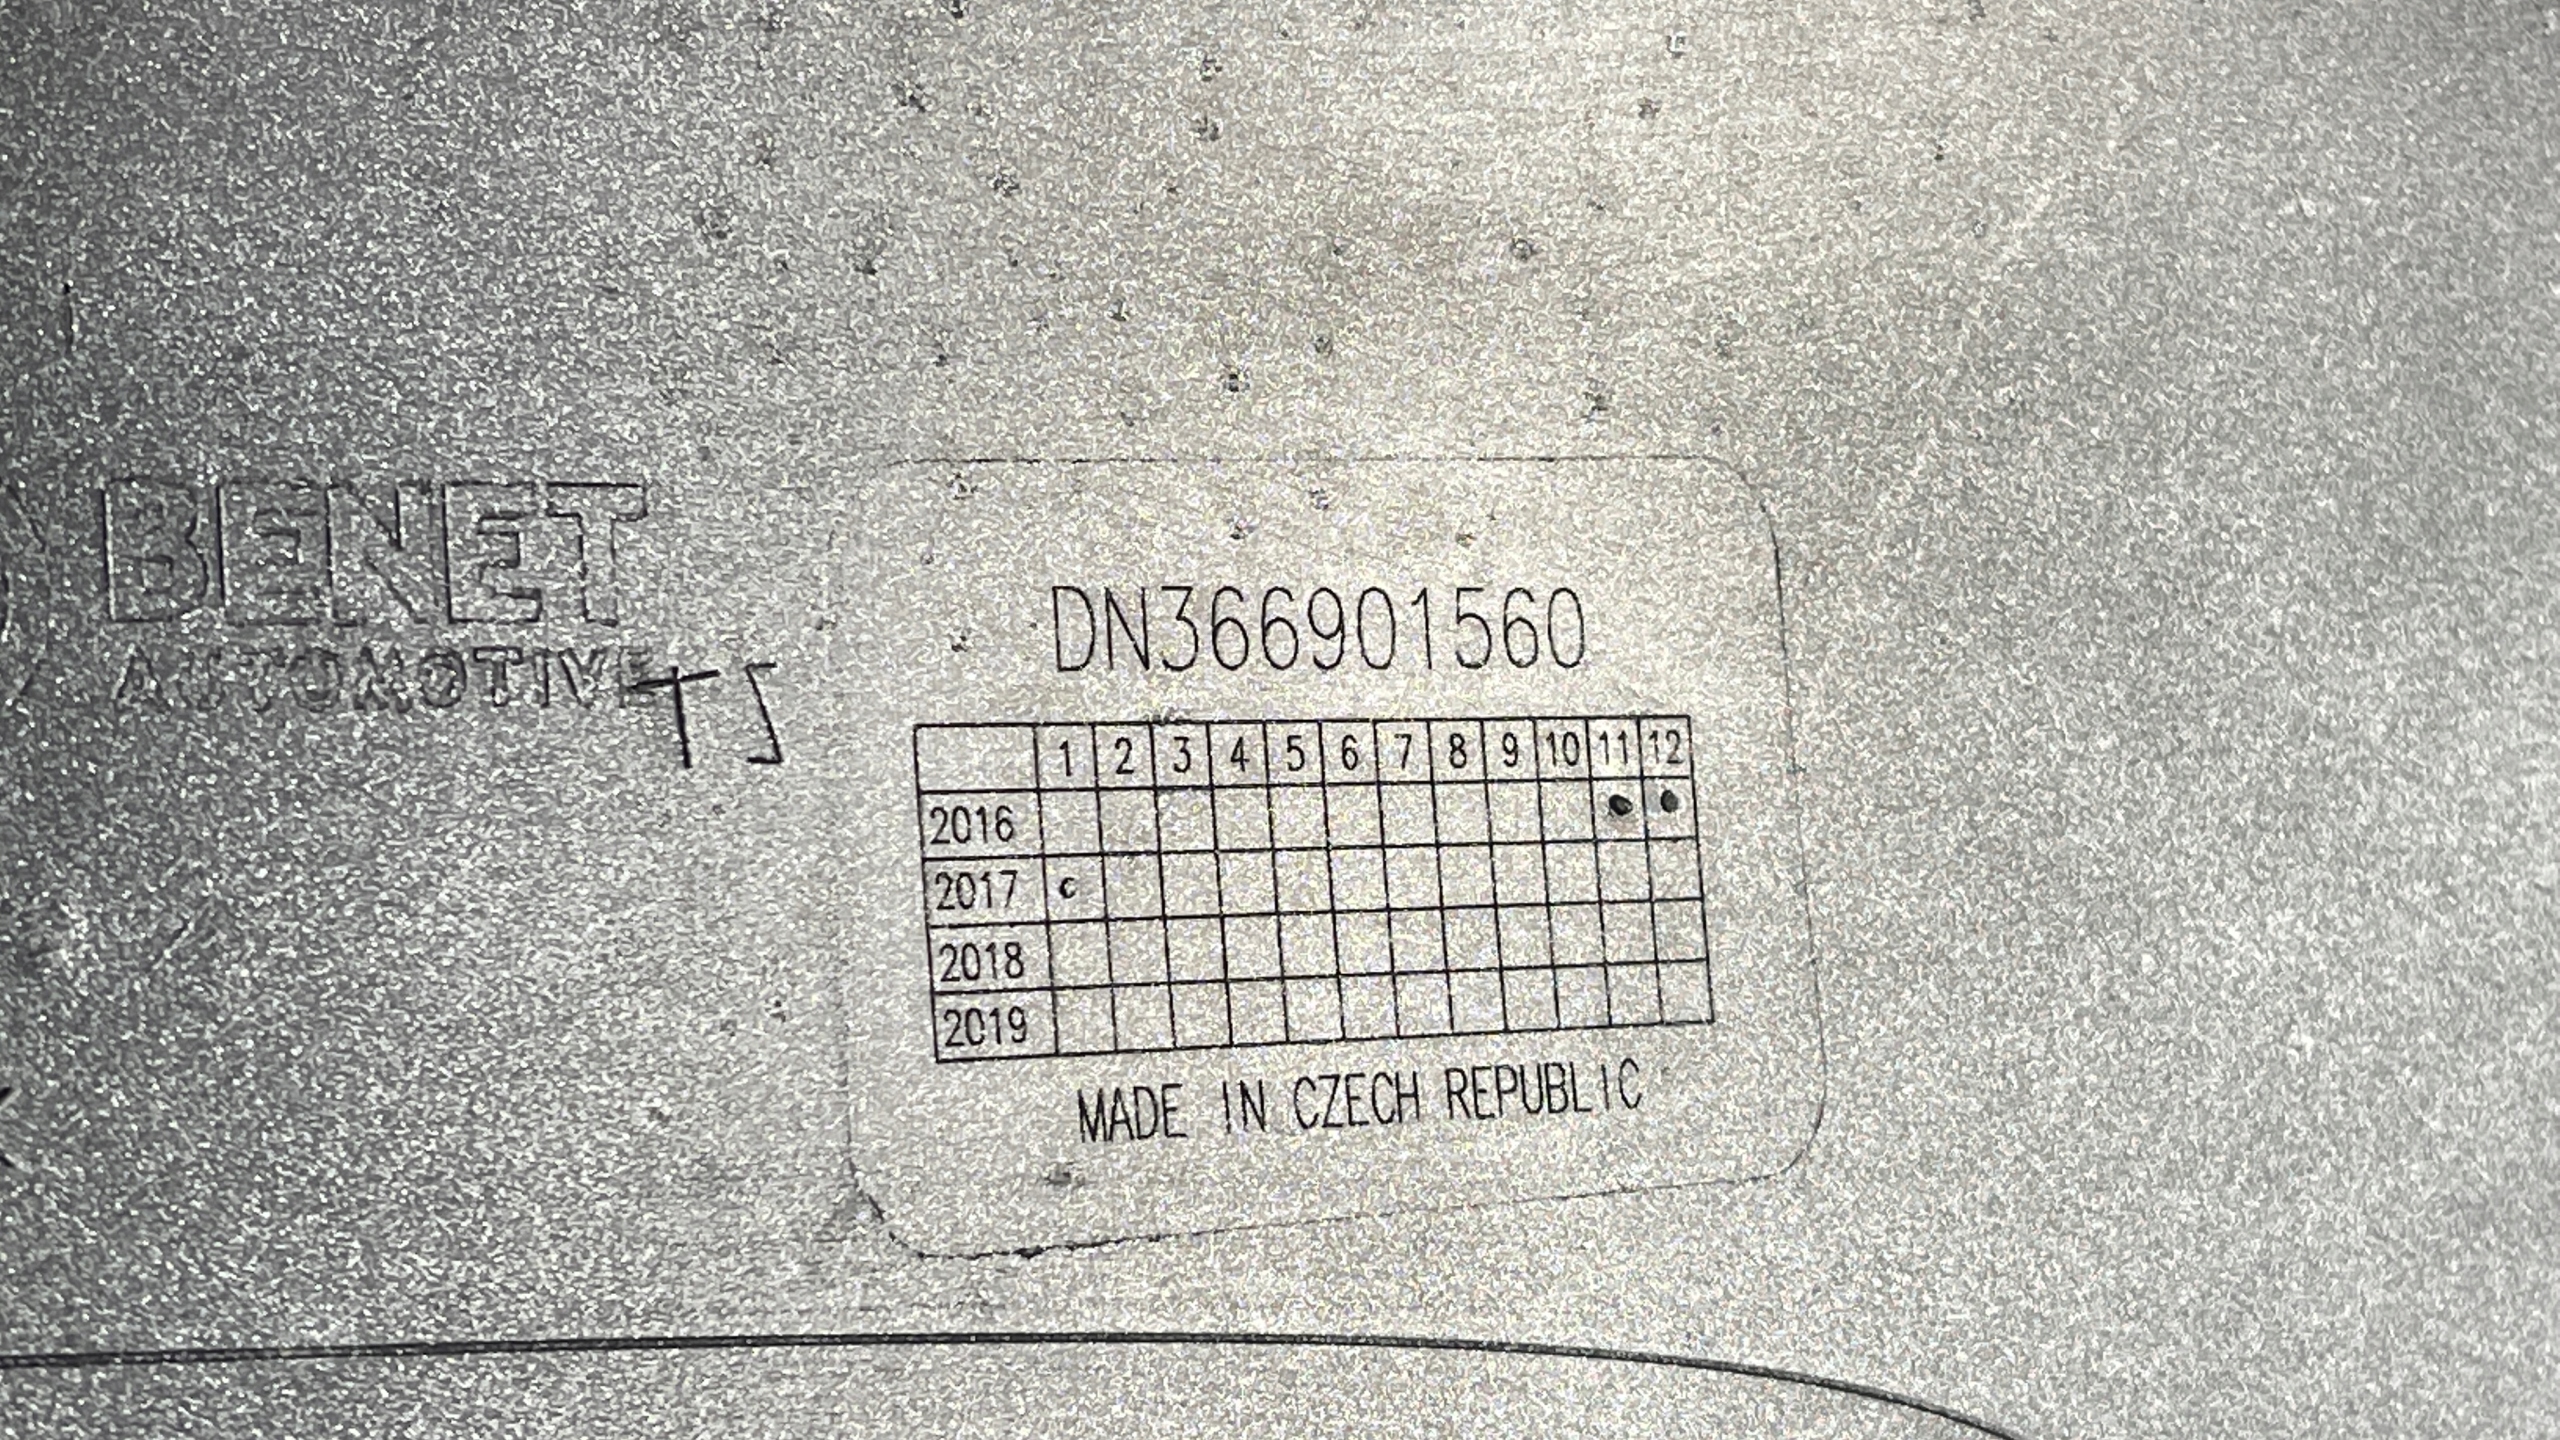 BENET
AUTOMOTIVE
TS
DN366901560
1 2 3 4 5 6 7 8 9 10 11 12
2016 ● ●
2017 c
2018
2019
MADE IN CZECH REPUBLIC